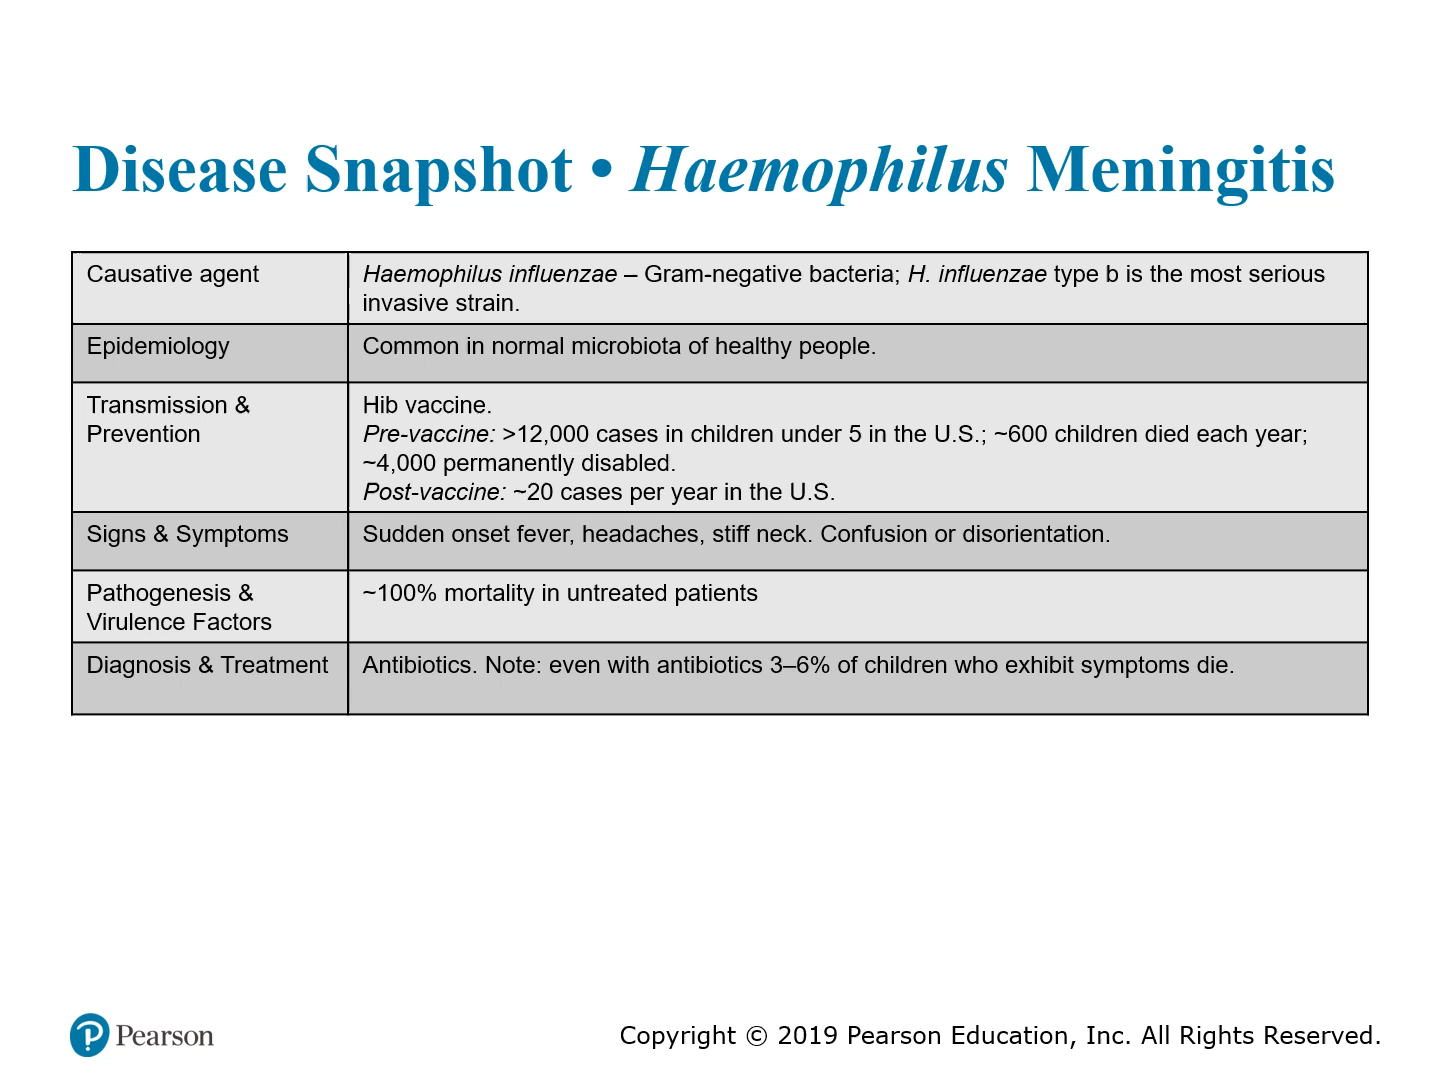 Disease Snapshot • Haemophilus Meningitis
Causative agent
Haemophilus influenzae – Gram-negative bacteria; H. influenzae type b is the most serious
invasive strain.
Epidemiology
Common in normal microbiota of healthy people.
Transmission &
Prevention
Hib vaccine.
Pre-vaccine: >12,000 cases in children under 5 in the U.S.; ~600 children died each year;
~4,000 permanently disabled.
Post-vaccine: ~20 cases per year in the U.S.
Signs & Symptoms
Sudden onset fever, headaches, stiff neck. Confusion or disorientation.
Pathogenesis &
Virulence Factors
~100% mortality in untreated patients
Diagnosis & Treatment
Antibiotics. Note: even with antibiotics 3–6% of children who exhibit symptoms die.
Pearson
Copyright © 2019 Pearson Education, Inc. All Rights Reserved.